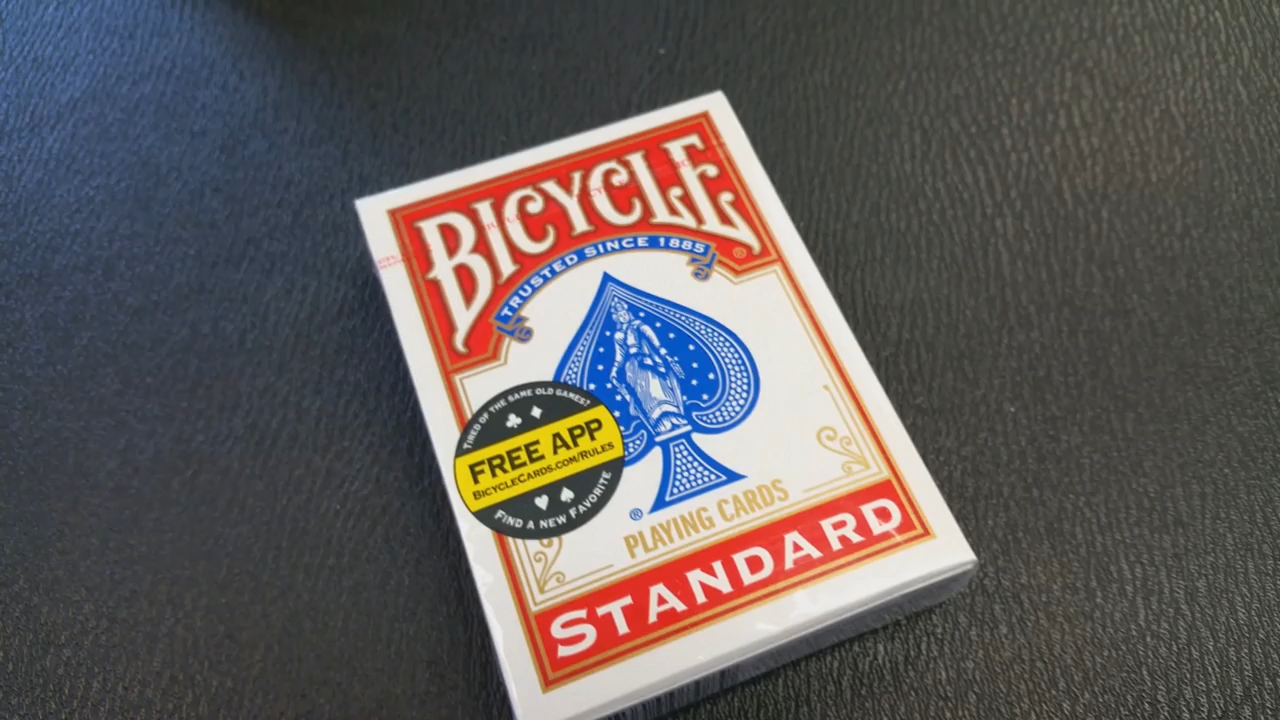 BICYCLE
®
TRUSTED SINCE 1885
TIRED OF THE SAME OLD GAMES?
FREE APP
BICYCLECARDS.COM/RULES
FIND A NEW FAVORITE
®
PLAYING CARDS
STANDARD